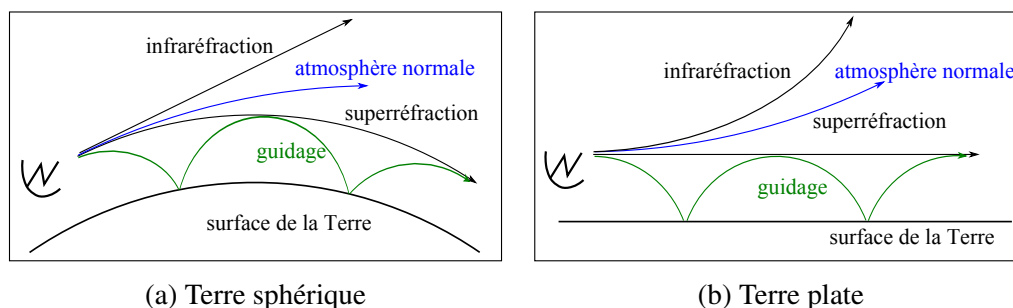 infraréfraction
atmosphère normale
superréfraction
guidage
surface de la Terre
(a) Terre sphérique
infraréfraction
atmosphère normale
superréfraction
guidage
surface de la Terre
(b) Terre plate